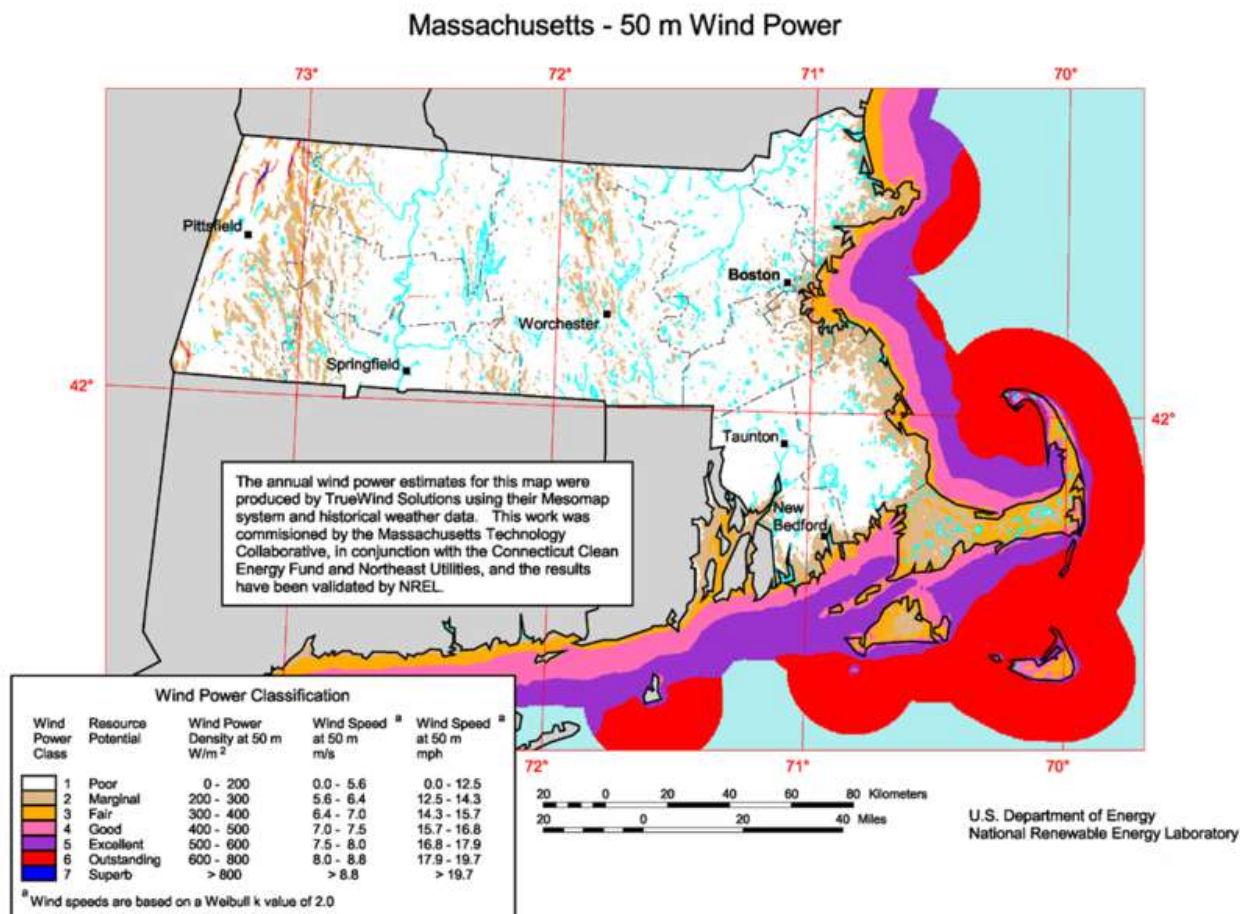 Massachusetts - 50 m Wind Power
73°
72°
71°
70°
Pittsfield
Boston
Worchester
Springfield
42°
42°
Taunton
New
Bedford
The annual wind power estimates for this map were
produced by TrueWind Solutions using their Mesomap
system and historical weather data. This work was
commisioned by the Massachusetts Technology
Collaborative, in conjunction with the Connecticut Clean
Energy Fund and Northeast Utilities, and the results
have been validated by NREL.
72°
71°
70°
Wind Power Classification
Wind Power Class
Resource Potential
Wind Power Density at 50 m W/m 2
Wind Speed a at 50 m m/s
Wind Speed a at 50 m mph
1 Poor 0 - 200 0.0 - 5.6 0.0 - 12.5
2 Marginal 200 - 300 5.6 - 6.4 12.5 - 14.3
3 Fair 300 - 400 6.4 - 7.0 14.3 - 15.7
4 Good 400 - 500 7.0 - 7.5 15.7 - 16.8
5 Excellent 500 - 600 7.5 - 8.0 16.8 - 17.9
6 Outstanding 600 - 800 8.0 - 8.8 17.9 - 19.7
7 Superb > 800 > 8.8 > 19.7
a Wind speeds are based on a Weibull k value of 2.0
20 0 20 40 60 80 Kilometers
20 0 20 40 Miles
U.S. Department of Energy
National Renewable Energy Laboratory